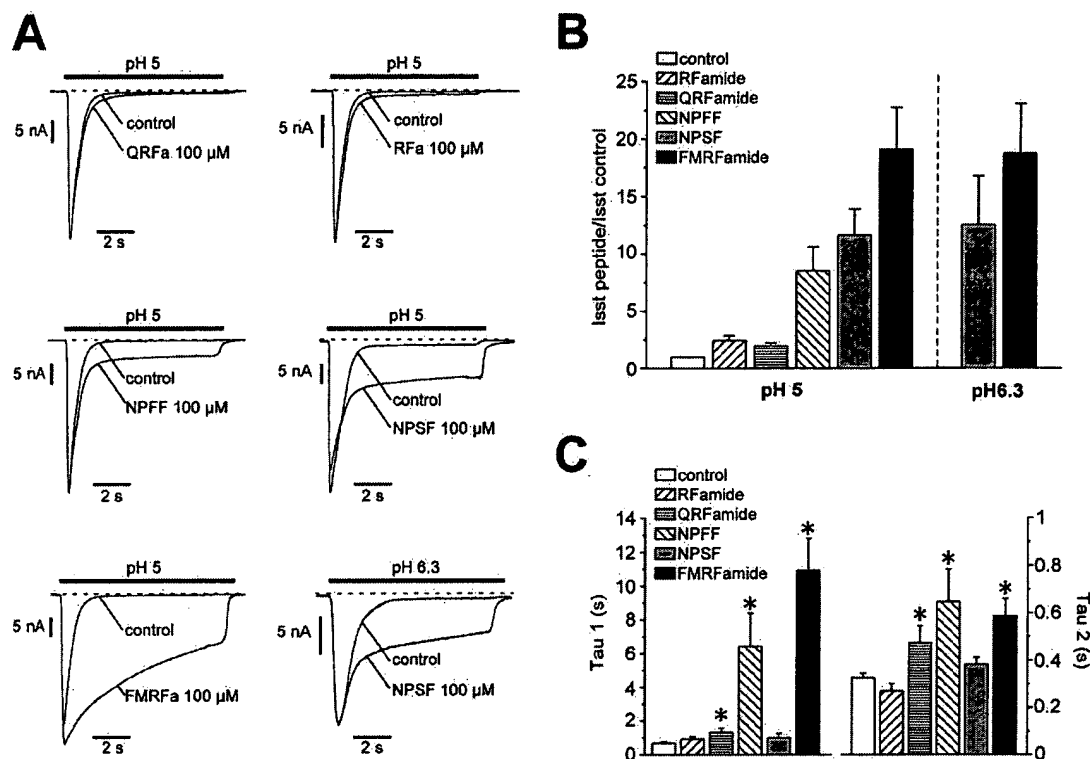 A
pH 5
5 nA
control
QRFa 100 µM
2 s
pH 5
control
RFa 100 µM
2 s
pH 5
5 nA
control
NPFF 100 µM
2 s
pH 5
5 nA
control
NPSF 100 µM
2 s
pH 5
5 nA
control
FMRFa 100 µM
2 s
pH 6.3
5 nA
control
NPSF 100 µM
2 s
B
control
RFamide
QRFamide
NPFF
NPSF
FMRFamide
Isst peptide/Isst control
25
20
15
10
5
0
pH 5
pH6.3
C
control
RFamide
QRFamide
NPFF
NPSF
FMRFamide
Tau 1 (s)
14
12
10
8
6
4
2
0
* * *
* * *
1
0.8
0.6
0.4
0.2
0
Tau 2 (s)